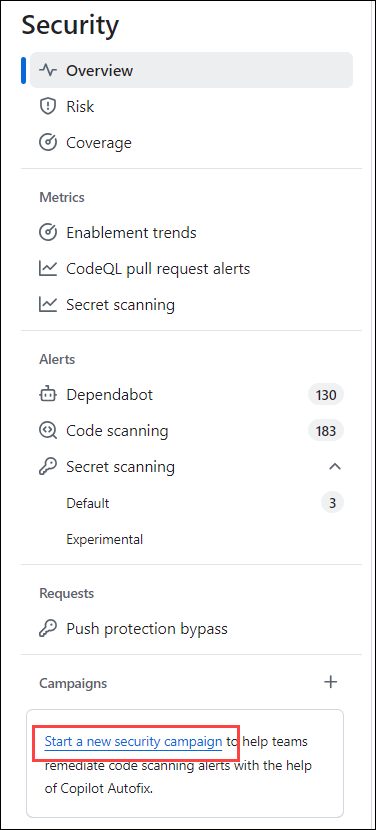 Security
Overview
Risk
Coverage
Metrics
Enablement trends
CodeQL pull request alerts
Secret scanning
Alerts
Dependabot 130
Code scanning 183
Secret scanning
Default 3
Experimental
Requests
Push protection bypass
Campaigns
Start a new security campaign to help teams
remediate code scanning alerts with the help
of Copilot Autofix.